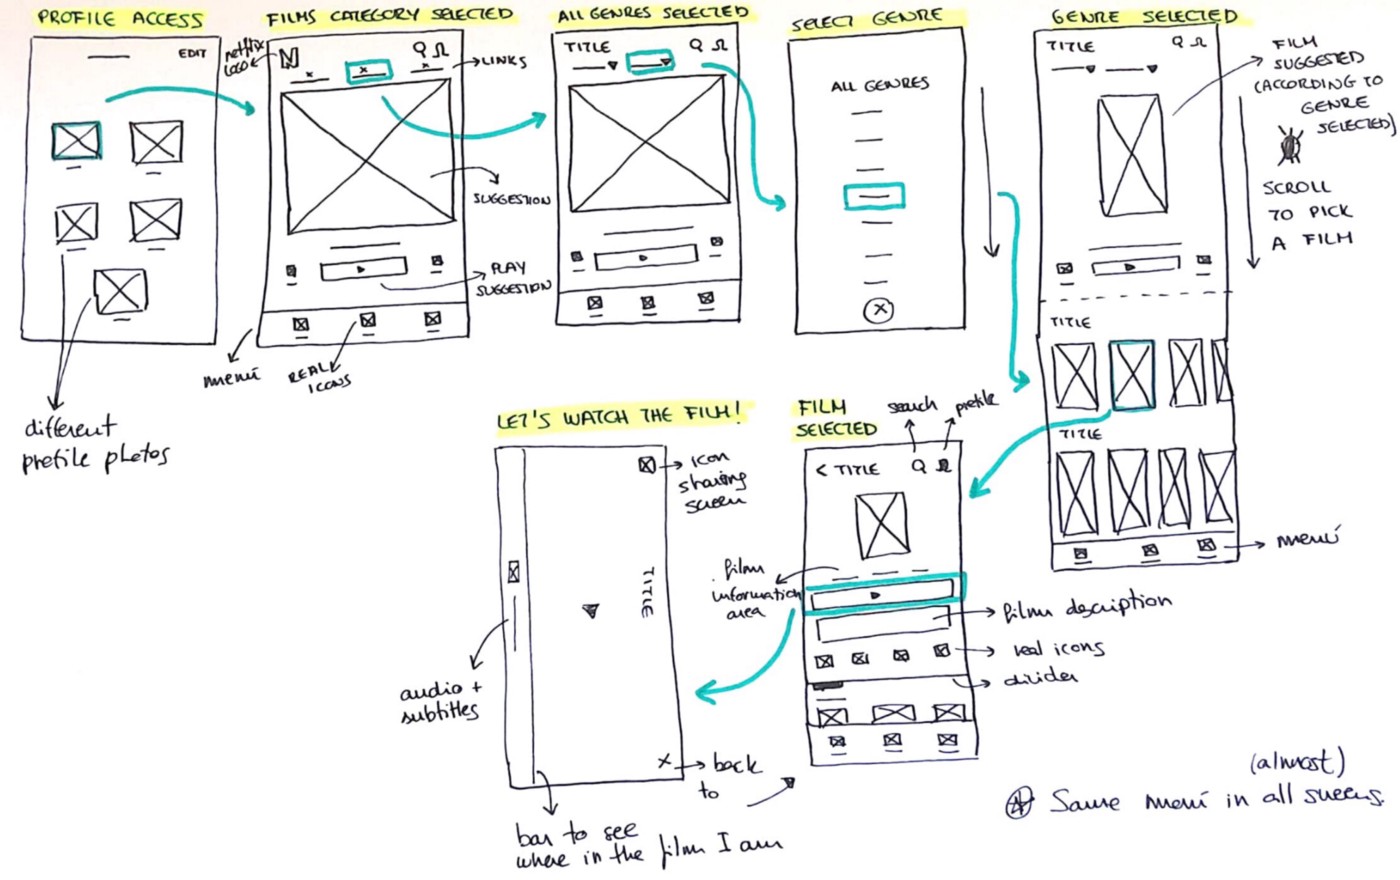 PROFILE ACCESS
EDIT
different
profile photos
FILMS CATEGORY SELECTED
netflix
logo
N
LINKS
SUGGESTION
PLAY
SUGGESTION
menú
REAL
ICONS
ALL GENRES SELECTED
TITLE
SELECT GENRE
ALL GENRES
X
GENRE SELECTED
TITLE
FILM
SUGGESTED
(ACCORDING TO
GENRE
SELECTED)
SCROLL
TO PICK
A FILM
TITLE
TITLE
menú
FILM
SELECTED
search
profile
< TITLE
film
information
area
film description
real icons
divider
LET'S WATCH THE FILM!
icon
sharing
screen
TITLE
audio +
subtitles
X
back
to
bar to see
where in the film I am
(almost)
Same menú in all screens.